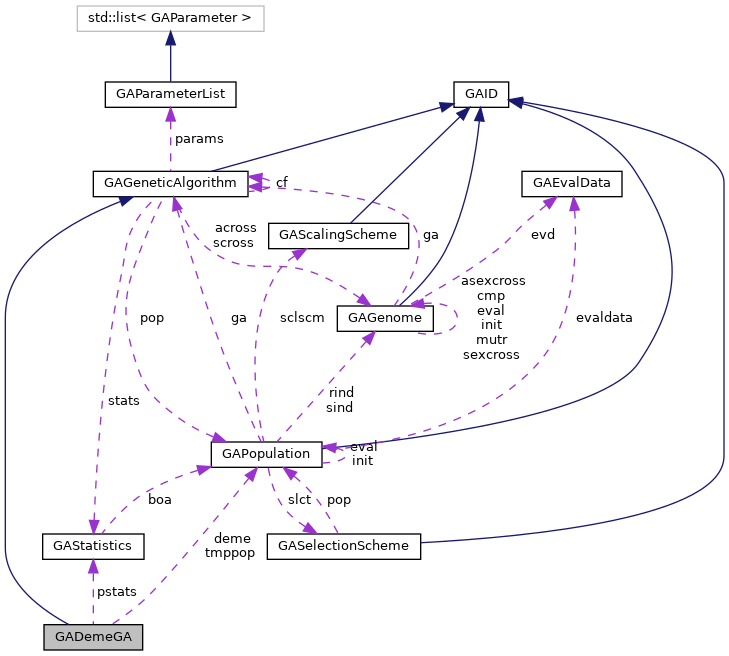 std::list< GAParameter >
GAParameterList
GAID
params
GAGeneticAlgorithm
cf
GAEvalData
across
scross
GAScalingScheme
ga
evd
asexcross
cmp
eval
init
mutr
sexcross
pop
ga
sclscm
GAGenome
evaldata
stats
rind
sind
GAPopulation
eval
init
boa
slct
pop
deme
tmppop
GAStatistics
GASelectionScheme
pstats
GADemeGA